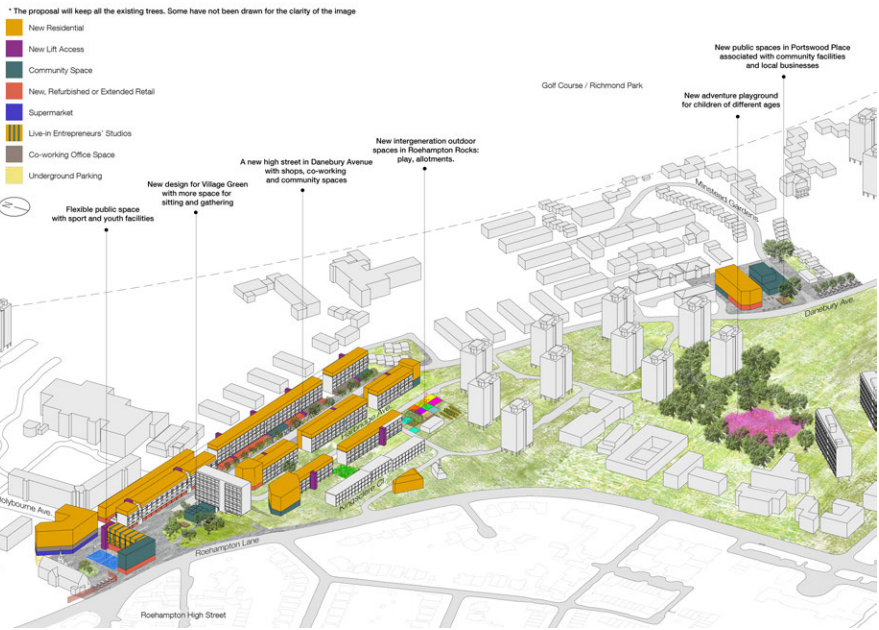 * The proposal will keep all the existing trees. Some have not been drawn for the clarity of the image
New Residential
New Lift Access
Community Space
New, Refurbished or Extended Retail
Supermarket
Live-in Entrepreneurs' Studios
Co-working Office Space
Underground Parking
Flexible public space
with sport and youth facilities
New design for Village Green
with more space for
sitting and gathering
A new high street in Danebury Avenue
with shops, co-working
and community spaces
New intergeneration outdoor
spaces in Roehampton Rocks:
play, allotments.
Golf Course / Richmond Park
New adventure playground
for children of different ages
New public spaces in Portswood Place
associated with community facilities
and local businesses
Minstead Gardens
Danebury Ave.
Kingsclere Cl
Holybourne Ave.
Roehampton Lane
Roehampton High Street